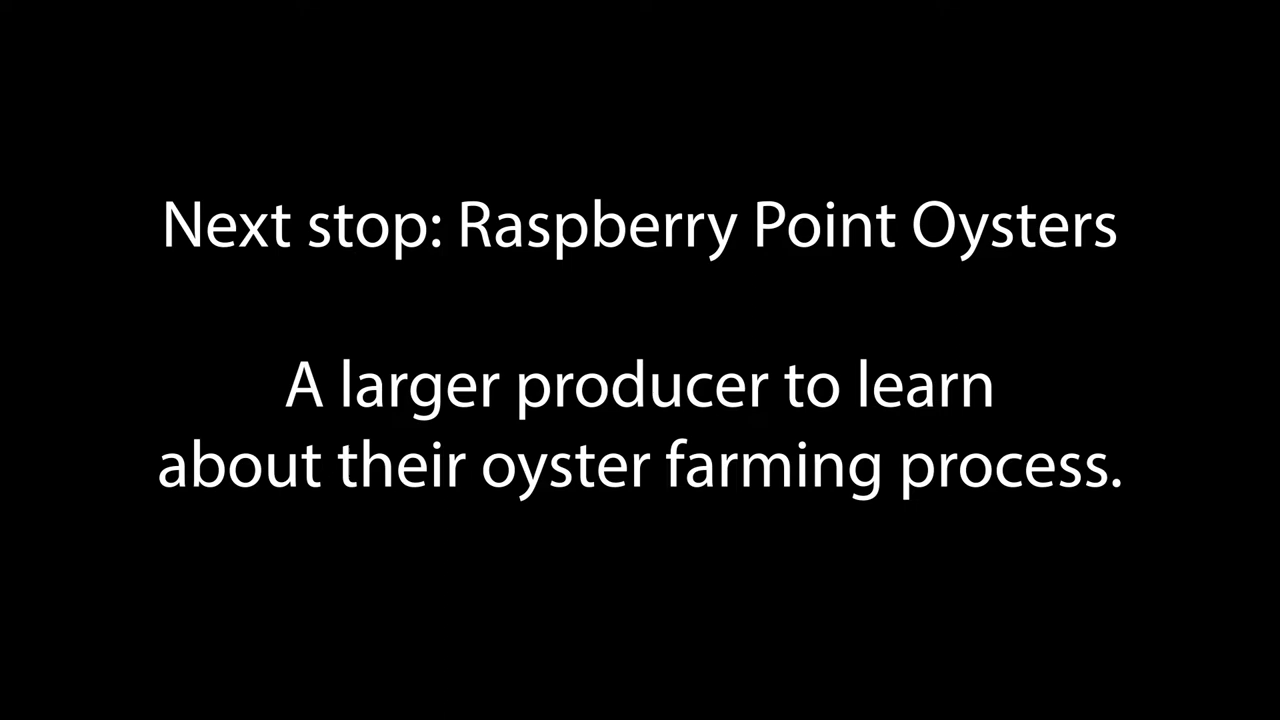 Next stop: Raspberry Point Oysters
A larger producer to learn
about their oyster farming process.